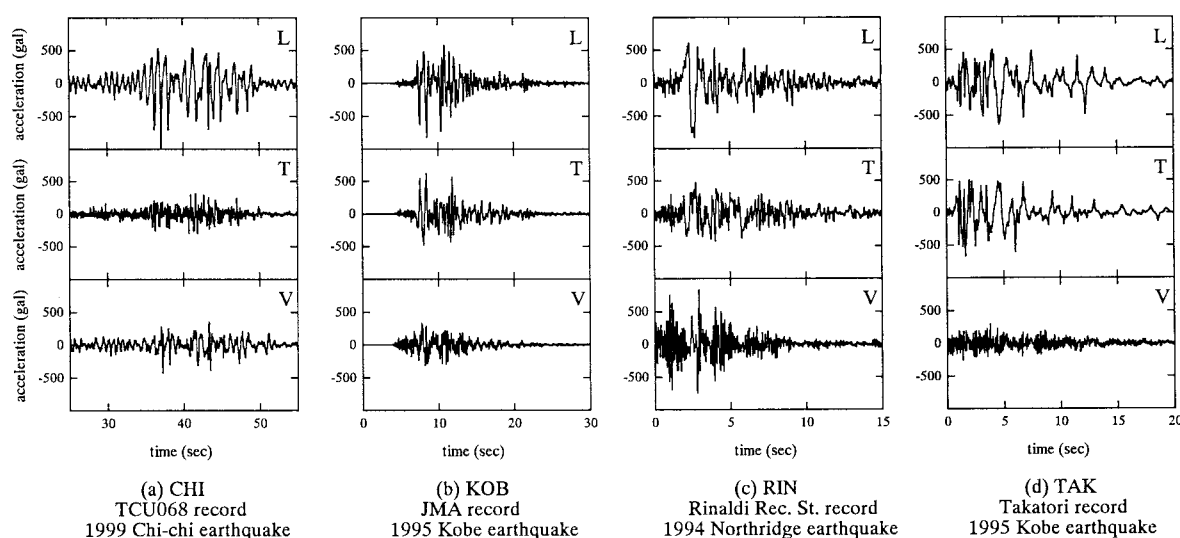 L
L
L
L
acceleration (gal)
500
0
-500
500
0
-500
500
0
-500
500
0
-500
T
T
T
T
acceleration (gal)
500
0
-500
500
0
-500
500
0
-500
500
0
-500
V
V
V
V
acceleration (gal)
500
0
-500
500
0
-500
500
0
-500
500
0
-500
30 40 50
0 10 20 30
0 5 10 15
0 5 10 15 20
time (sec)
time (sec)
time (sec)
time (sec)
(a) CHI
TCU068 record
1999 Chi-chi earthquake
(b) KOB
JMA record
1995 Kobe earthquake
(c) RIN
Rinaldi Rec. St. record
1994 Northridge earthquake
(d) TAK
Takatori record
1995 Kobe earthquake